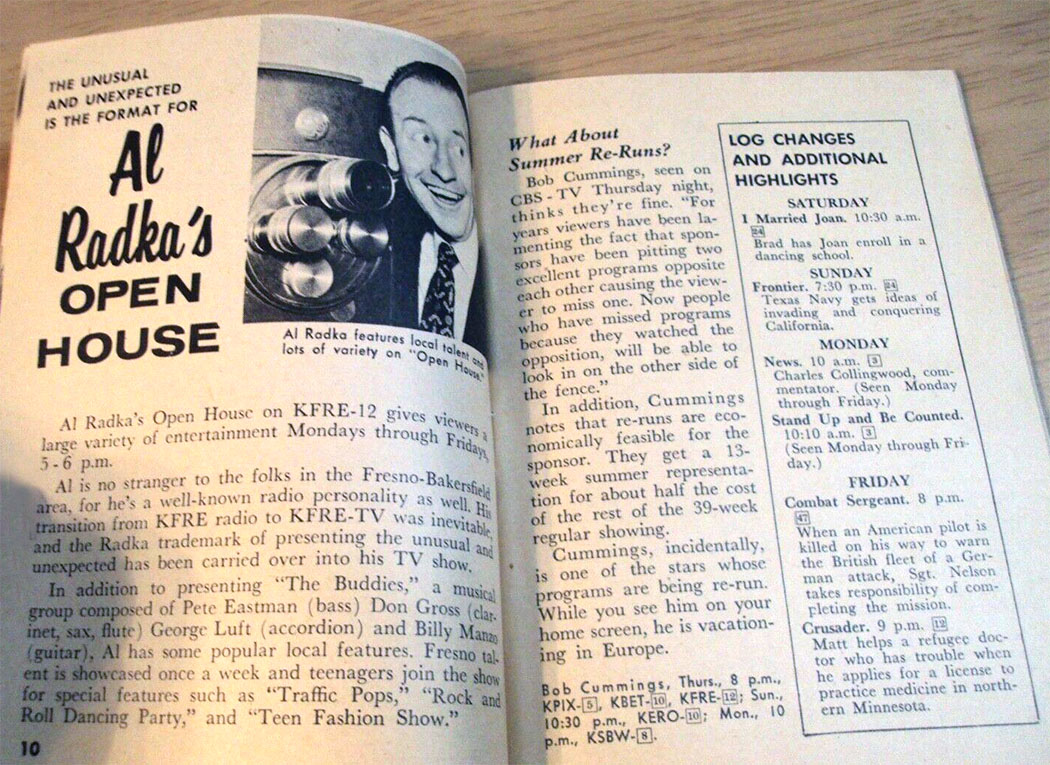 THE UNUSUAL
AND UNEXPECTED
IS THE FORMAT FOR
Al
Radka's
OPEN
HOUSE
Al Radka features local talent and
lots of variety on "Open House."
Al Radka's Open House on KFRE-12 gives viewers a
large variety of entertainment Mondays through Fridays,
5-6 p.m.
Al is no stranger to the folks in the Fresno-Bakersfield
area, for he's a well-known radio personality as well. His
transition from KFRE radio to KFRE-TV was inevitable,
and the Radka trademark of presenting the unusual and
unexpected has been carried over into his TV show.
In addition to presenting "The Buddies," a musical
group composed of Pete Eastman (bass) Don Gross (clar-
inet, sax, flute) George Luft (accordion) and Billy Manzo
(guitar), Al has some popular local features. Fresno tal-
ent is showcased once a week and teenagers join the show
for special features such as "Traffic Pops," "Rock and
Roll Dancing Party," and "Teen Fashion Show."
10
What About
Summer Re-Runs?
Bob Cummings, seen on
CBS-TV Thursday night,
thinks they're fine. "For
years viewers have been la-
menting the fact that spon-
sors have been pitting two
excellent programs opposite
each other causing the view-
er to miss one. Now people
who have missed programs
because they watched the
opposition, will be able to
look in on the other side of
the fence."
In addition, Cummings
notes that re-runs are eco-
nomically feasible for the
sponsor. They get a 13-
week summer representa-
tion for about half the cost
of the rest of the 39-week
regular showing.
Cummings, incidentally,
is one of the stars whose
programs are being re-run.
While you see him on your
home screen, he is vacation-
ing in Europe.
Bob Cummings, Thurs., 8 p.m.,
KPIX-5, KBET-10, KFRE-12; Sun.,
10:30 p.m., KERO-10; Mon., 10
p.m., KSBW-8.
LOG CHANGES
AND ADDITIONAL
HIGHLIGHTS
SATURDAY
I Married Joan. 10:30 a.m.
24
Brad has Joan enroll in a
dancing school.
SUNDAY
Frontier. 7:30 p.m. 24
Texas Navy gets ideas of
invading and conquering
California.
MONDAY
News. 10 a.m. 3
Charles Collingwood, com-
mentator. (Seen Monday
through Friday.)
Stand Up and Be Counted.
10:10 a.m. 3
(Seen Monday through Fri-
day.)
FRIDAY
Combat Sergeant. 8 p.m.
47
When an American pilot is
killed on his way to warn
the British fleet of a Ger-
man attack, Sgt. Nelson
takes responsibility of com-
pleting the mission.
Crusader. 9 p.m. 12
Matt helps a refugee doc-
tor who has trouble when
he applies for a license to
practice medicine in north-
ern Minnesota.